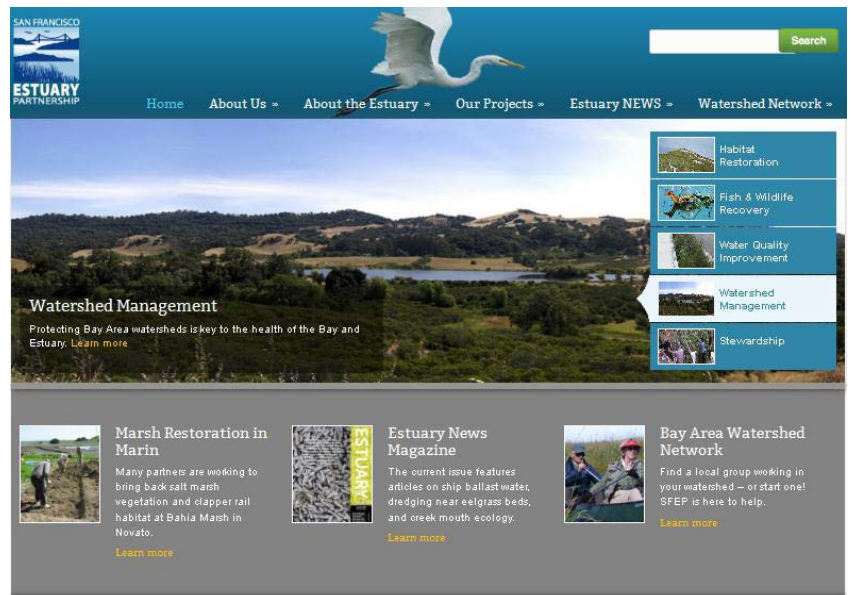 SAN FRANCISCO
ESTUARY
PARTNERSHIP
Search
Home
About Us »
About the Estuary »
Our Projects »
Estuary NEWS »
Watershed Network »
Habitat
Restoration
Fish & Wildlife
Recovery
Water Quality
Improvement
Watershed
Management
Stewardship
Watershed Management
Protecting Bay Area watersheds is key to the health of the Bay and
Estuary. Learn more
Marsh Restoration in
Marin
Many partners are working to
bring back salt marsh
vegetation and clapper rail
habitat at Bahia Marsh in
Novato.
Learn more
ESTUARY
Estuary News
Magazine
The current issue features
articles on ship ballast water,
dredging near eelgrass beds,
and creek mouth ecology.
Learn more
Bay Area Watershed
Network
Find a local group working in
your watershed – or start one!
SFEP is here to help.
Learn more